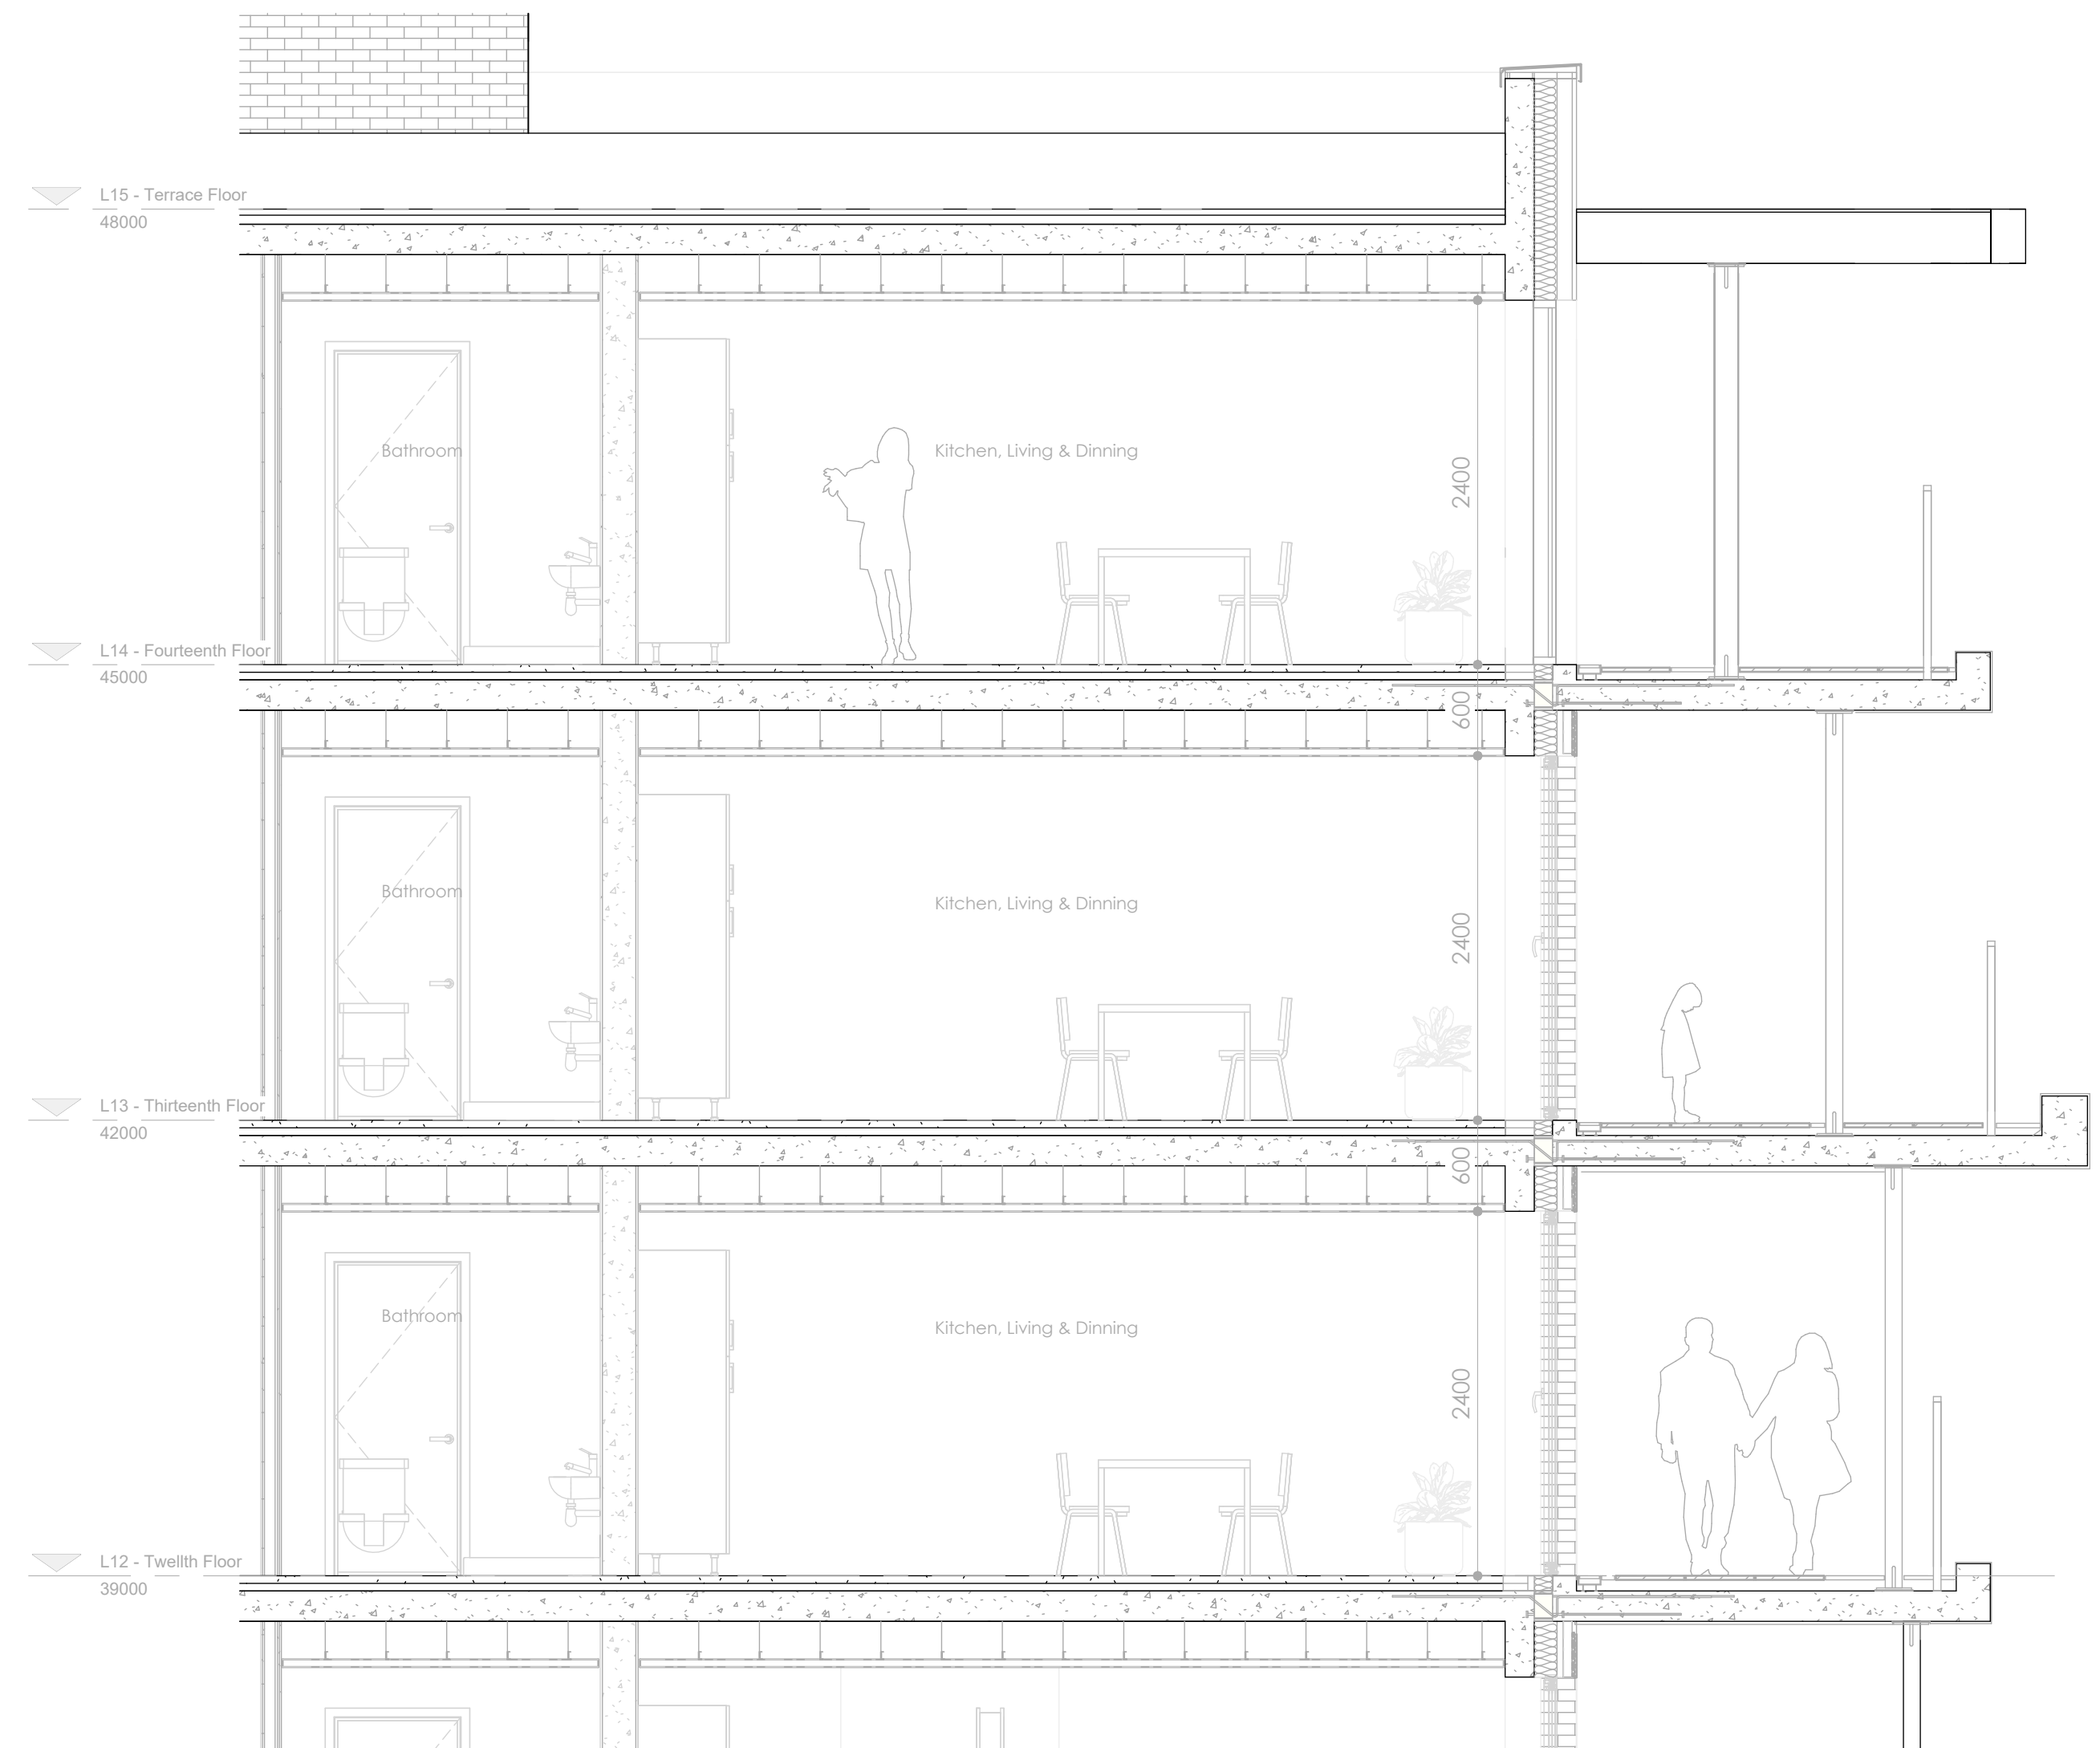 L15 - Terrace Floor
48000
Bathroom
Kitchen, Living & Dinning
2400
L14 - Fourteenth Floor
45000
600
Bathroom
Kitchen, Living & Dinning
2400
L13 - Thirteenth Floor
42000
600
Bathroom
Kitchen, Living & Dinning
2400
L12 - Twellth Floor
39000